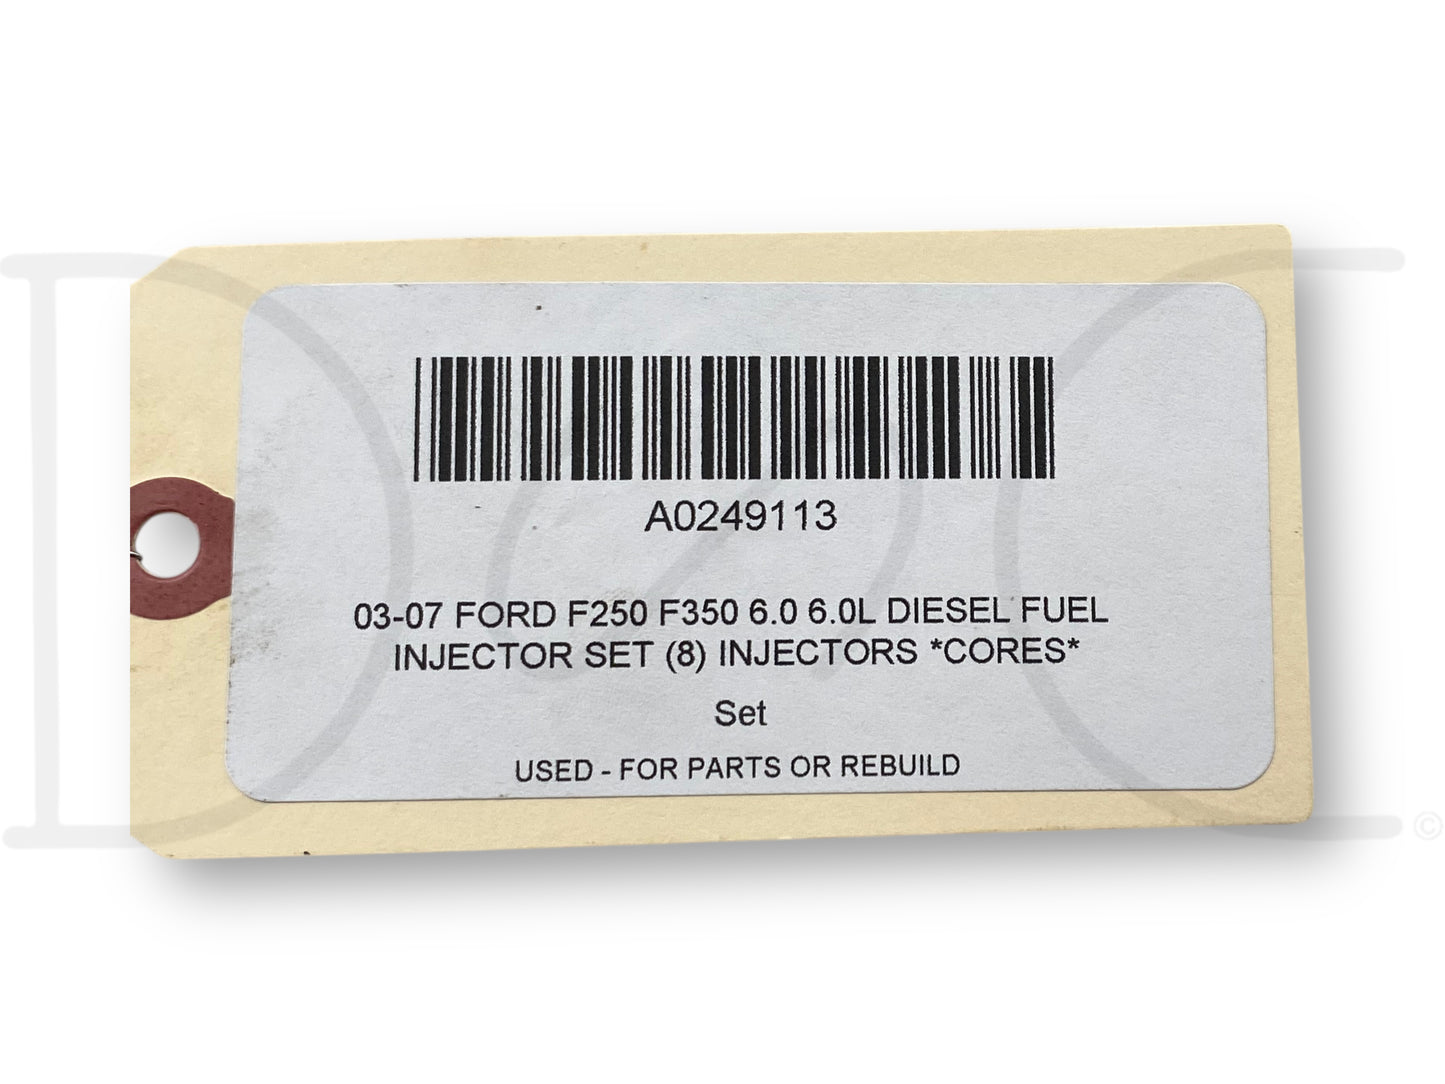 A0249113
03-07 FORD F250 F350 6.0 6.0L DIESEL FUEL
INJECTOR SET (8) INJECTORS *CORES*
Set
USED - FOR PARTS OR REBUILD
©